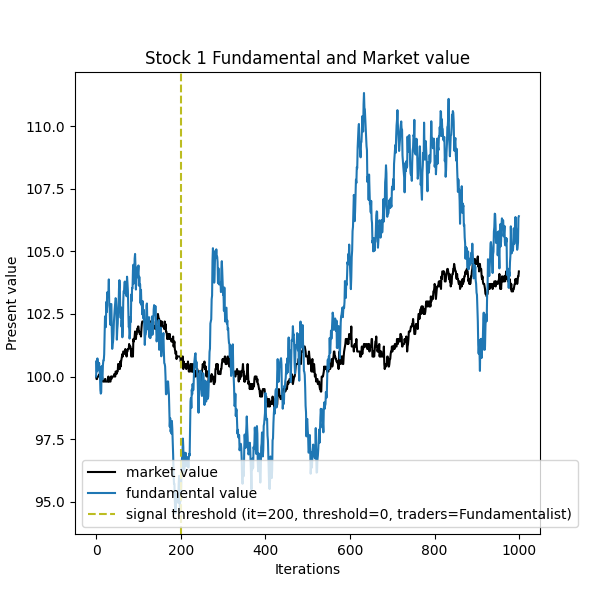 Stock 1 Fundamental and Market value
Present value
110.0
107.5
105.0
102.5
100.0
97.5
95.0
market value
fundamental value
signal threshold (it=200, threshold=0, traders=Fundamentalist)
0 200 400 600 800 1000
Iterations